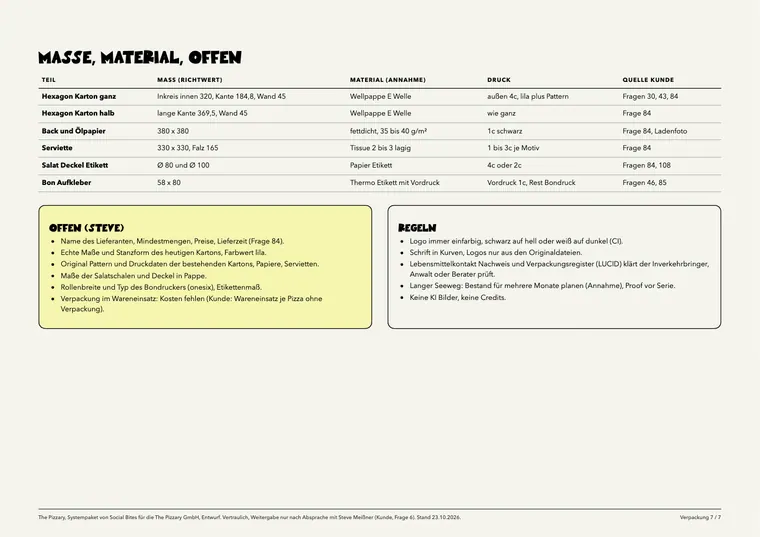 MASSE, MATERIAL, OFFEN
TEIL MASS (RICHTWERT) MATERIAL (ANNAHME) DRUCK QUELLE KUNDE
Hexagon Karton ganz Inkreis innen 320, Kante 184,8, Wand 45 Wellpappe E Welle außen 4c, lila plus Pattern Fragen 30, 43, 84
Hexagon Karton halb lange Kante 369,5, Wand 45 Wellpappe E Welle wie ganz Frage 84
Back und Ölpapier 380 x 380 fettdicht, 35 bis 40 g/m² 1c schwarz Frage 84, Ladenfoto
Serviette 330 x 330, Falz 165 Tissue 2 bis 3 lagig 1 bis 3c je Motiv Frage 84
Salat Deckel Etikett Ø 80 und Ø 100 Papier Etikett 4c oder 2c Fragen 84, 108
Bon Aufkleber 58 x 80 Thermo Etikett mit Vordruck Vordruck 1c, Rest Bondruck Fragen 46, 85
OFFEN (STEVE)
• Name des Lieferanten, Mindestmengen, Preise, Lieferzeit (Frage 84).
• Echte Maße und Stanzform des heutigen Kartons, Farbwert lila.
• Original Pattern und Druckdaten der bestehenden Kartons, Papiere, Servietten.
• Maße der Salatschalen und Deckel in Pappe.
• Rollenbreite und Typ des Bondruckers (onesix), Etikettenmaß.
• Verpackung im Wareneinsatz: Kosten fehlen (Kunde: Wareneinsatz je Pizza ohne
Verpackung).
REGELN
• Logo immer einfarbig, schwarz auf hell oder weiß auf dunkel (CI).
• Schrift in Kurven, Logos nur aus den Originaldateien.
• Lebensmittelkontakt Nachweis und Verpackungsregister (LUCID) klärt der Inverkehrbringer,
Anwalt oder Berater prüft.
• Langer Seeweg: Bestand für mehrere Monate planen (Annahme), Proof vor Serie.
• Keine KI Bilder, keine Credits.
The Pizzary, Systempaket von Social Bites für die The Pizzary GmbH, Entwurf. Vertraulich, Weitergabe nur nach Absprache mit Steve Meißner (Kunde, Frage 6). Stand 23.10.2026.
Verpackung 7 / 7